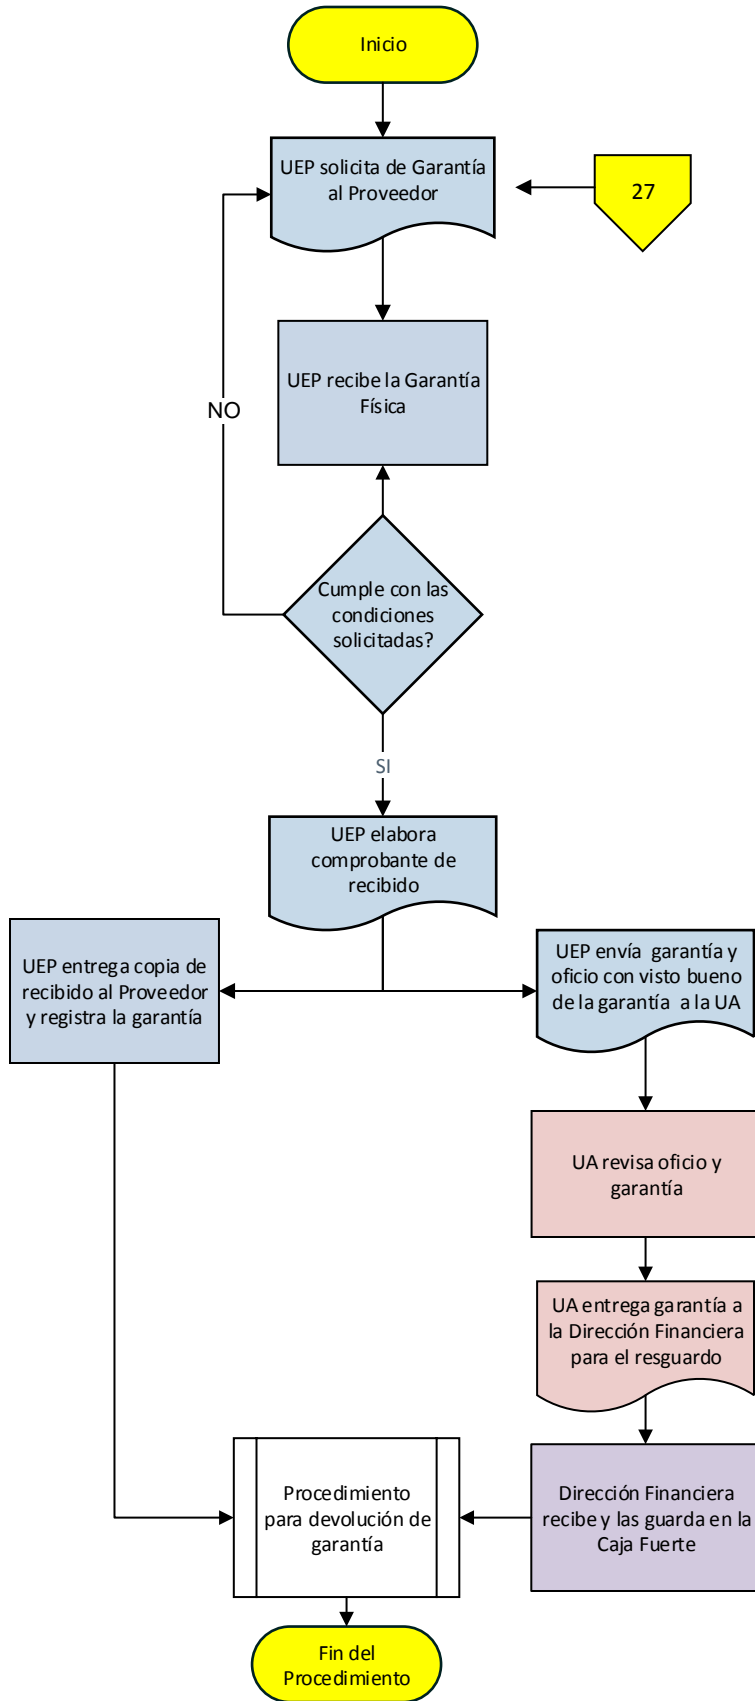 Inicio
UEP solicita de Garantía
al Proveedor
27
UEP recibe la Garantía
Física
NO
Cumple con las
condiciones
solicitadas?
SI
UEP elabora
comprobante de
recibido
UEP entrega copia de
recibido al Proveedor
y registra la garantía
UEP envía garantía y
oficio con visto bueno
de la garantía a la UA
UA revisa oficio y
garantía
UA entrega garantía a
la Dirección Financiera
para el resguardo
Procedimiento
para devolución de
garantía
Dirección Financiera
recibe y las guarda en la
Caja Fuerte
Fin del
Procedimiento